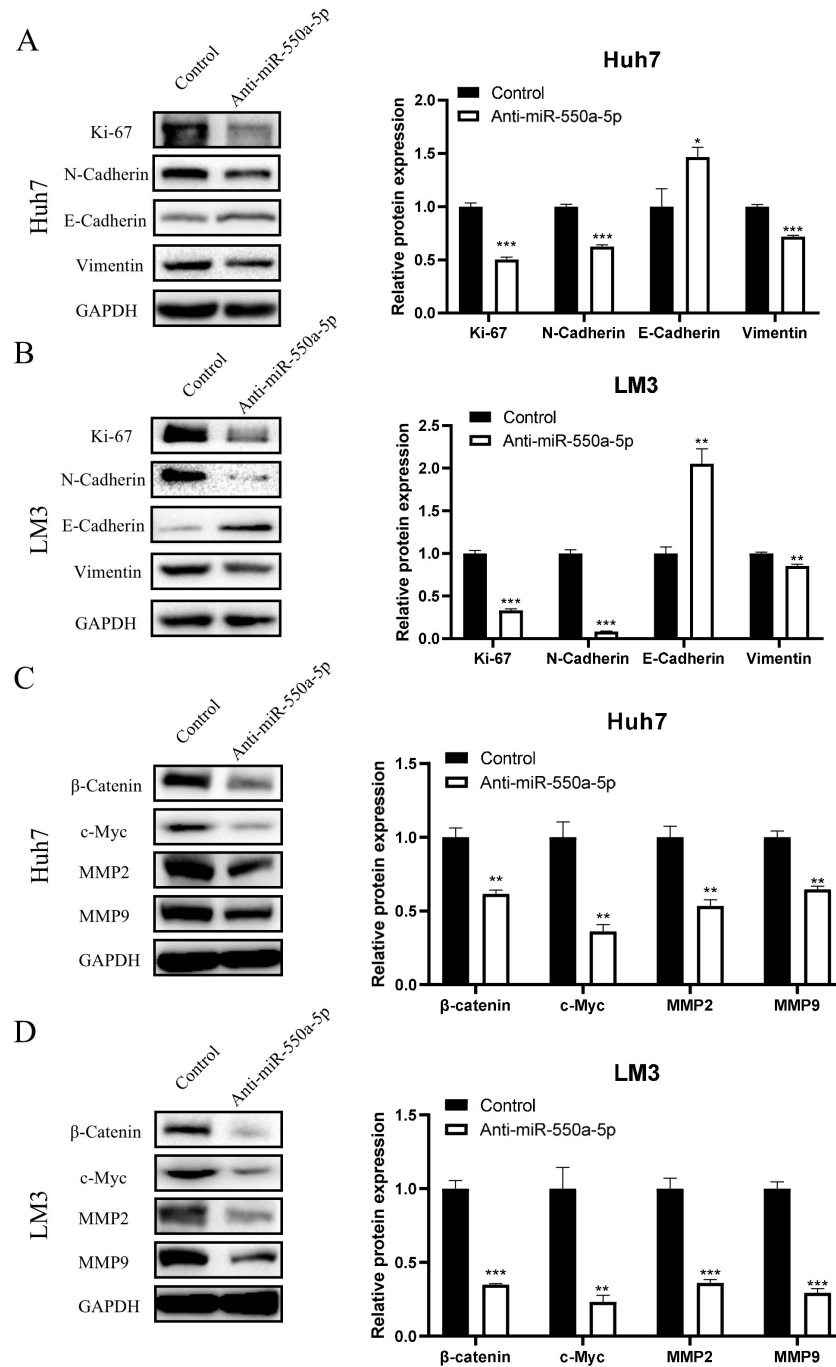 A
Control
Anti-miR-550a-5p
Huh7
Ki-67
N-Cadherin
E-Cadherin
Vimentin
GAPDH
Huh7
Control
Anti-miR-550a-5p
Relative protein expression
2.0
1.5
1.0
0.5
0.0
*** *** * ***
Ki-67 N-Cadherin E-Cadherin Vimentin
B
Control
Anti-miR-550a-5p
LM3
Ki-67
N-Cadherin
E-Cadherin
Vimentin
GAPDH
LM3
Control
Anti-miR-550a-5p
Relative protein expression
2.5
2.0
1.5
1.0
0.5
0.0
*** *** ** **
Ki-67 N-Cadherin E-Cadherin Vimentin
C
Control
Anti-miR-550a-5p
Huh7
β-Catenin
c-Myc
MMP2
MMP9
GAPDH
Huh7
Control
Anti-miR-550a-5p
Relative protein expression
1.5
1.0
0.5
0.0
** ** ** **
β-catenin c-Myc MMP2 MMP9
D
Control
Anti-miR-550a-5p
LM3
β-Catenin
c-Myc
MMP2
MMP9
GAPDH
LM3
Control
Anti-miR-550a-5p
Relative protein expression
1.5
1.0
0.5
0.0
*** ** *** ***
β-catenin c-Myc MMP2 MMP9